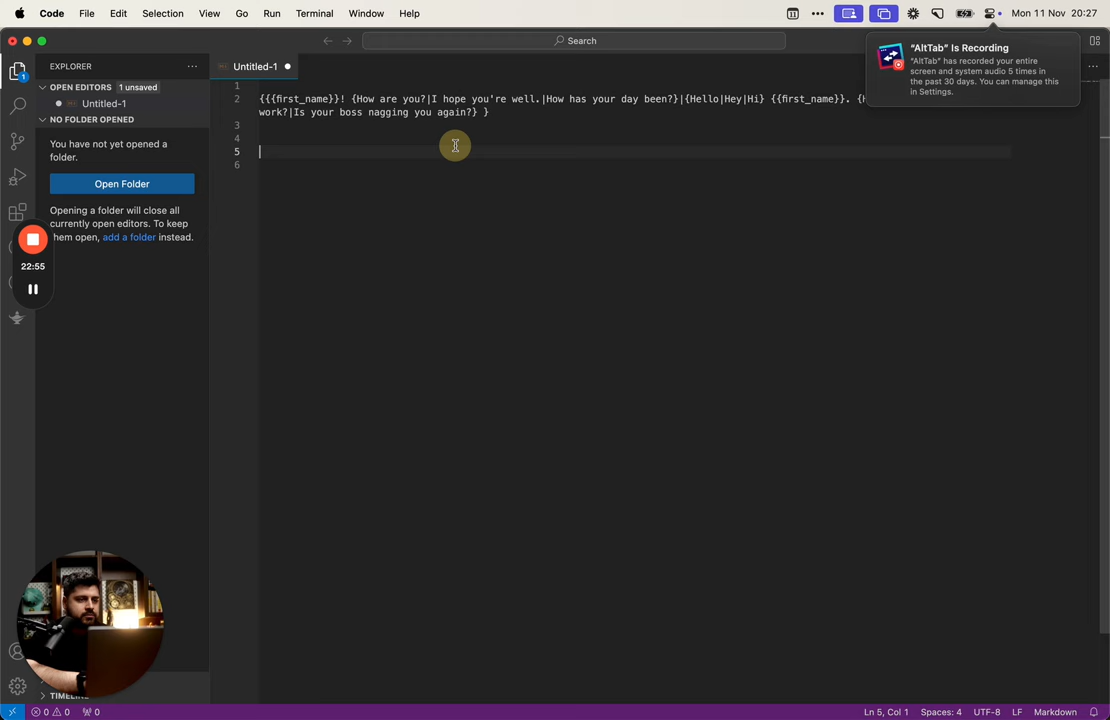 Code File Edit Selection View Go Run Terminal Window Help
11 Mon 11 Nov 20:27
Search
"AltTab" Is Recording
"AltTab" has recorded your entire
screen and system audio 5 times in
the past 30 days. You can manage this
in Settings.
EXPLORER
Untitled-1
OPEN EDITORS 1 unsaved
Untitled-1
NO FOLDER OPENED
You have not yet opened a
folder.
Open Folder
Opening a folder will close all
currently open editors. To keep
them open, add a folder instead.
1
22:55
1
2 {{{first_name}}! {How are you?|I hope you're well.|How has your day been?}|{Hello|Hey|Hi} {{first_name}}.
work?|Is your boss nagging you again?} }
3
4
5
6
TIMELINE
0 0 0
Ln 5, Col 1 Spaces: 4 UTF-8 LF Markdown